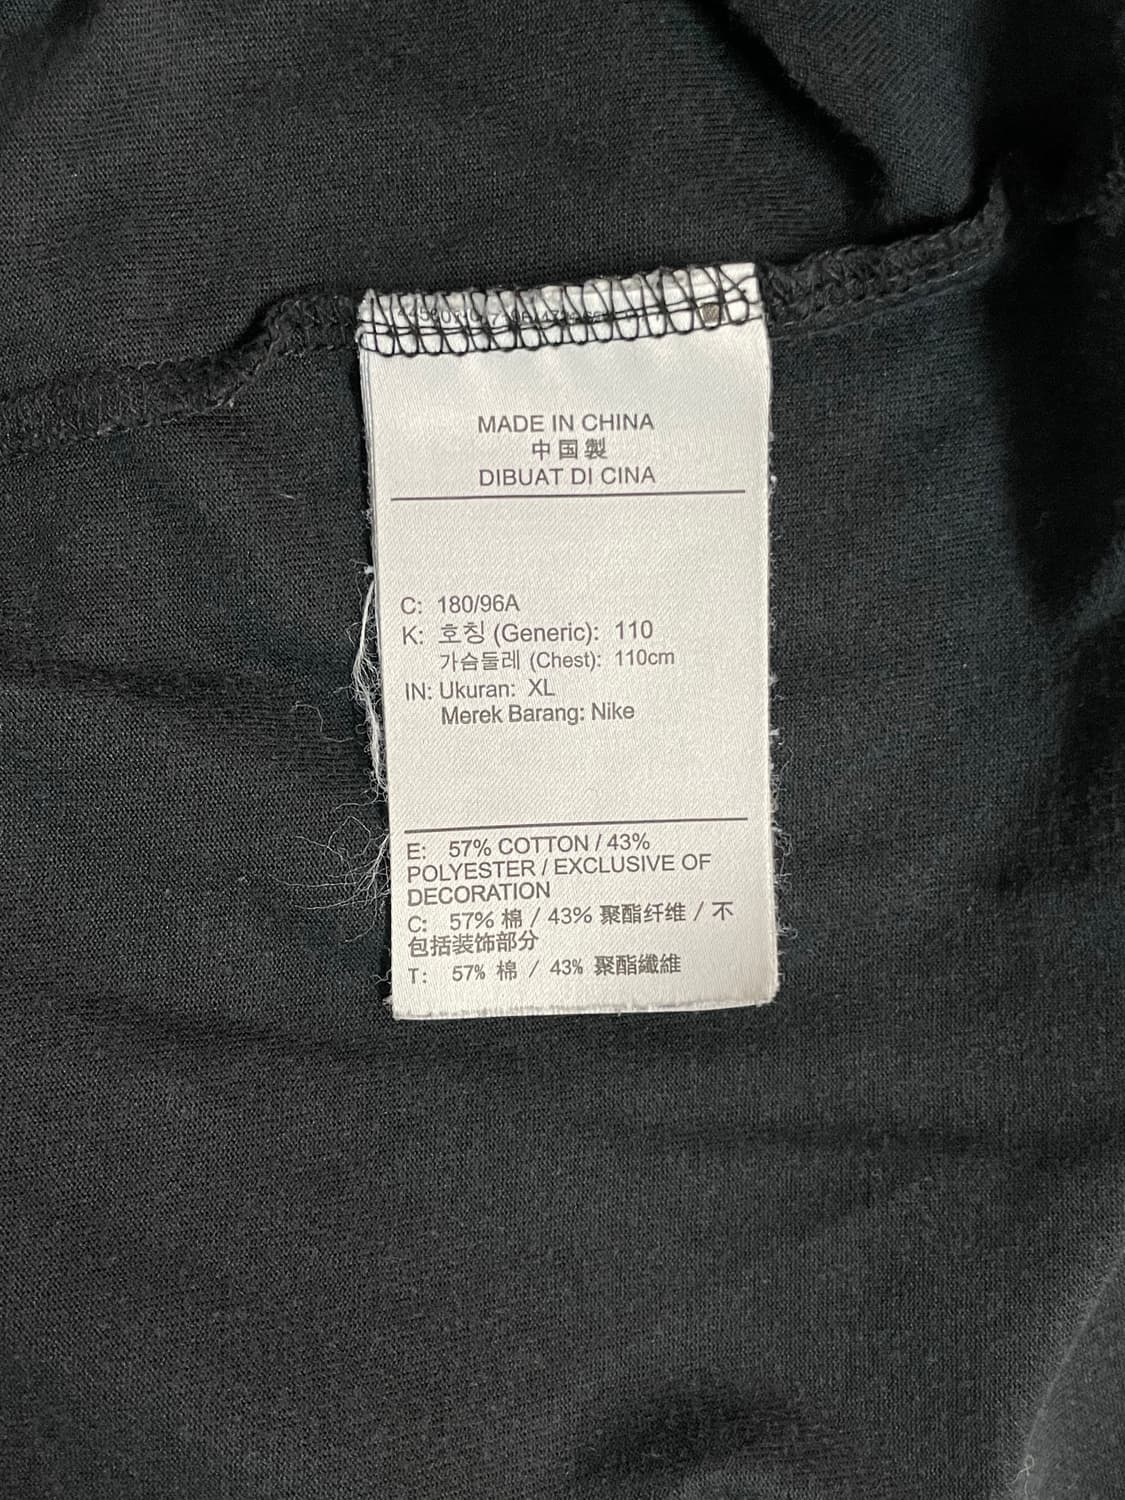 MADE IN CHINA
中国製
DIBUAT DI CINA
C: 180/96A
K: 호칭 (Generic): 110
가슴둘레 (Chest): 110cm
IN: Ukuran: XL
Merek Barang: Nike
E: 57% COTTON / 43%
POLYESTER / EXCLUSIVE OF
DECORATION
C: 57% 棉 / 43% 聚酯纤维 / 不
包括装饰部分
T: 57% 棉 / 43% 聚酯纖維